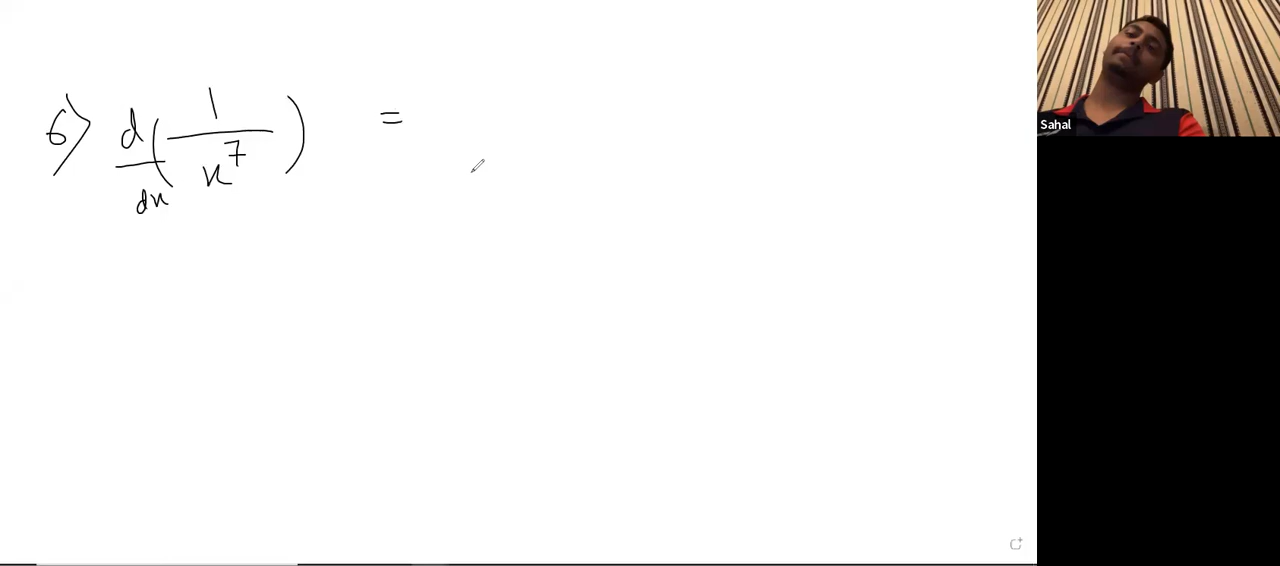 6) d/dx (1/x^7) =
Sahal